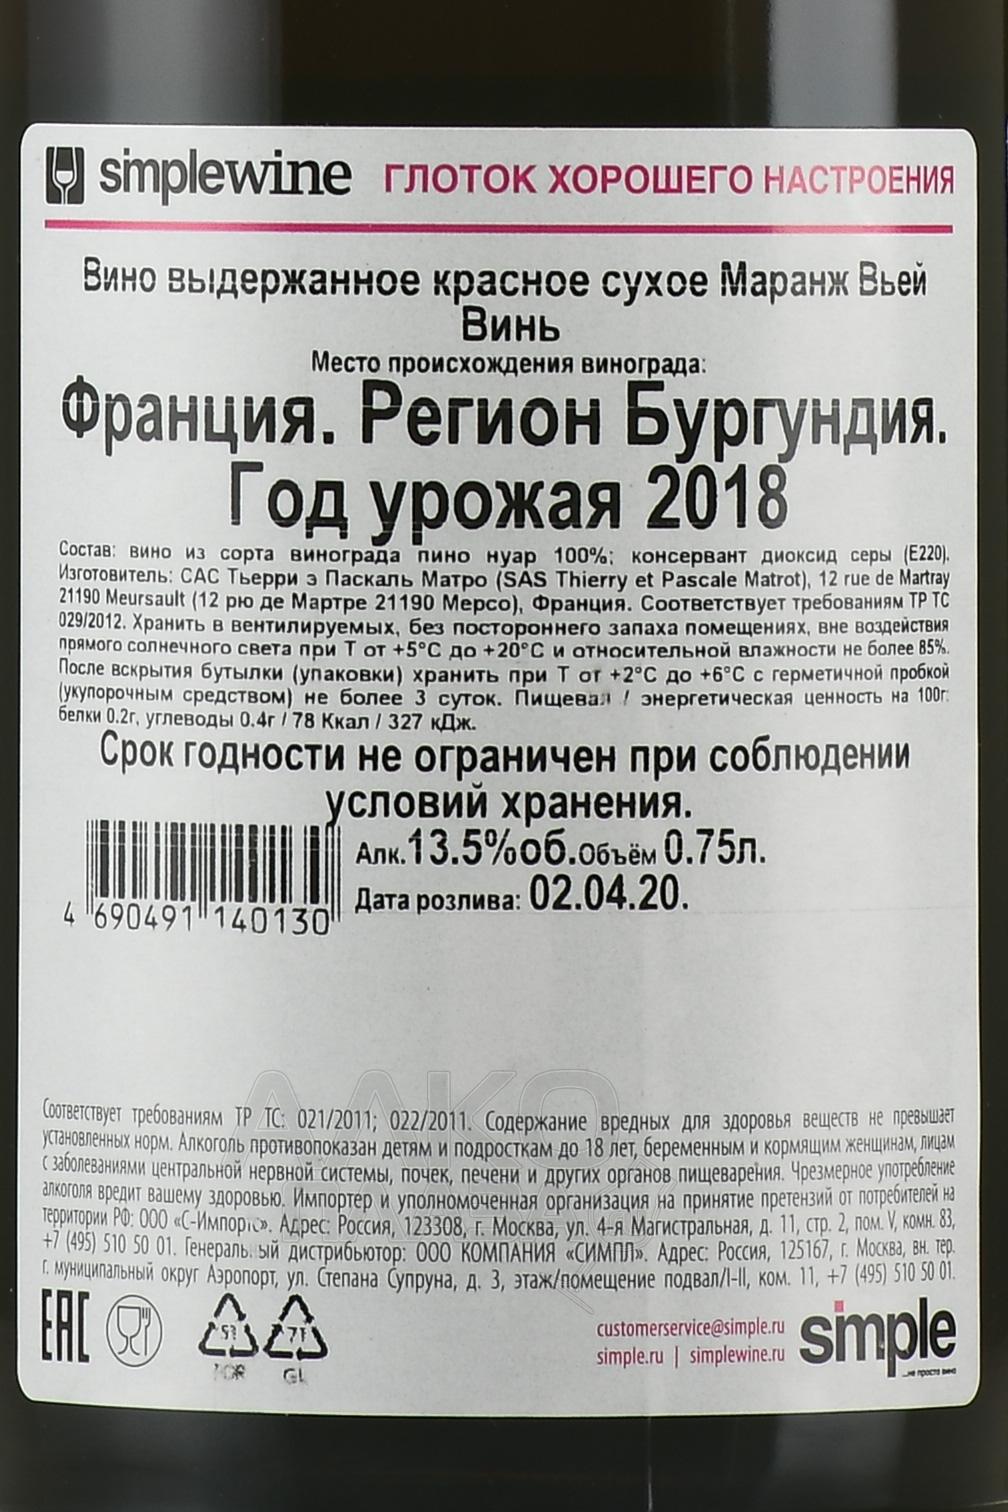 simplewine ГЛОТОК ХОРОШЕГО НАСТРОЕНИЯ
Вино выдержанное красное сухое Маранж Вьей
Винь
Место происхождения винограда:
Франция. Регион Бургундия.
Год урожая 2018
Состав: вино из сорта винограда пино нуар 100%; консервант диоксид серы (Е220).
Изготовитель: САС Тьерри э Паскаль Матро (SAS Thierry et Pascale Matrot), 12 rue de Martray
21190 Meursault (12 рю де Мартре 21190 Мерсо), Франция. Соответствует требованиям ТР ТС
029/2012. Хранить в вентилируемых, без постороннего запаха помещениях, вне воздействия
прямого солнечного света при Т от +5°С до +20°С и относительной влажности не более 85%.
После вскрытия бутылки (упаковки) хранить при Т от +2°С до +6°С с герметичной пробкой
(укупорочным средством) не более 3 суток. Пищевая / энергетическая ценность на 100г:
белки 0.2г, углеводы 0.4г / 78 Ккал / 327 кДж.
Срок годности не ограничен при соблюдении
условий хранения.
Алк.13.5%об.Объём 0.75л.
Дата розлива: 02.04.20.
4 690491 140130
Соответствует требованиям ТР ТС: 021/2011; 022/2011. Содержание вредных для здоровья веществ не превышает
установленных норм. Алкоголь противопоказан детям и подросткам до 18 лет, беременным и кормящим женщинам, лицам
с заболеваниями центральной нервной системы, почек, печени и других органов пищеварения. Чрезмерное употребление
алкоголя вредит вашему здоровью. Импортер и уполномоченная организация на принятие претензий от потребителей на
территории РФ: ООО «С-Импорт». Адрес: Россия, 123308, г. Москва, ул. 4-я Магистральная, д. 11, стр. 2, пом. V, комн. 83,
+7 (495) 510 50 01. Генеральный дистрибьютор: ООО КОМПАНИЯ «СИМПЛ». Адрес: Россия, 125167, г. Москва, вн. тер.
г. муниципальный округ Аэропорт, ул. Степана Супруна, д. 3, этаж/помещение подвал/I-II, ком. 11, +7 (495) 510 50 01.
EAC
71
GL
customerservice@simple.ru
simple.ru | simplewine.ru
simple
...не просто вино